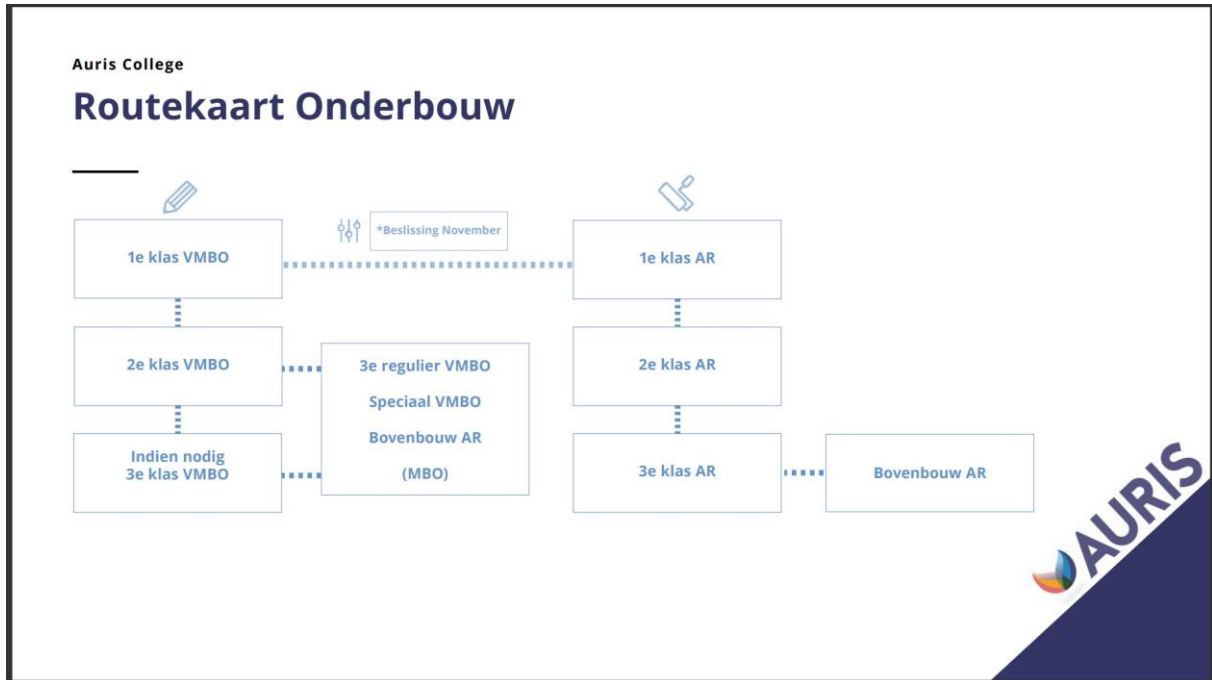 Auris College
Routekaart Onderbouw
1e klas VMBO
*Beslissing November
1e klas AR
2e klas VMBO
3e regulier VMBO
Speciaal VMBO
Bovenbouw AR
(MBO)
2e klas AR
Indien nodig
3e klas VMBO
3e klas AR
Bovenbouw AR
AURIS